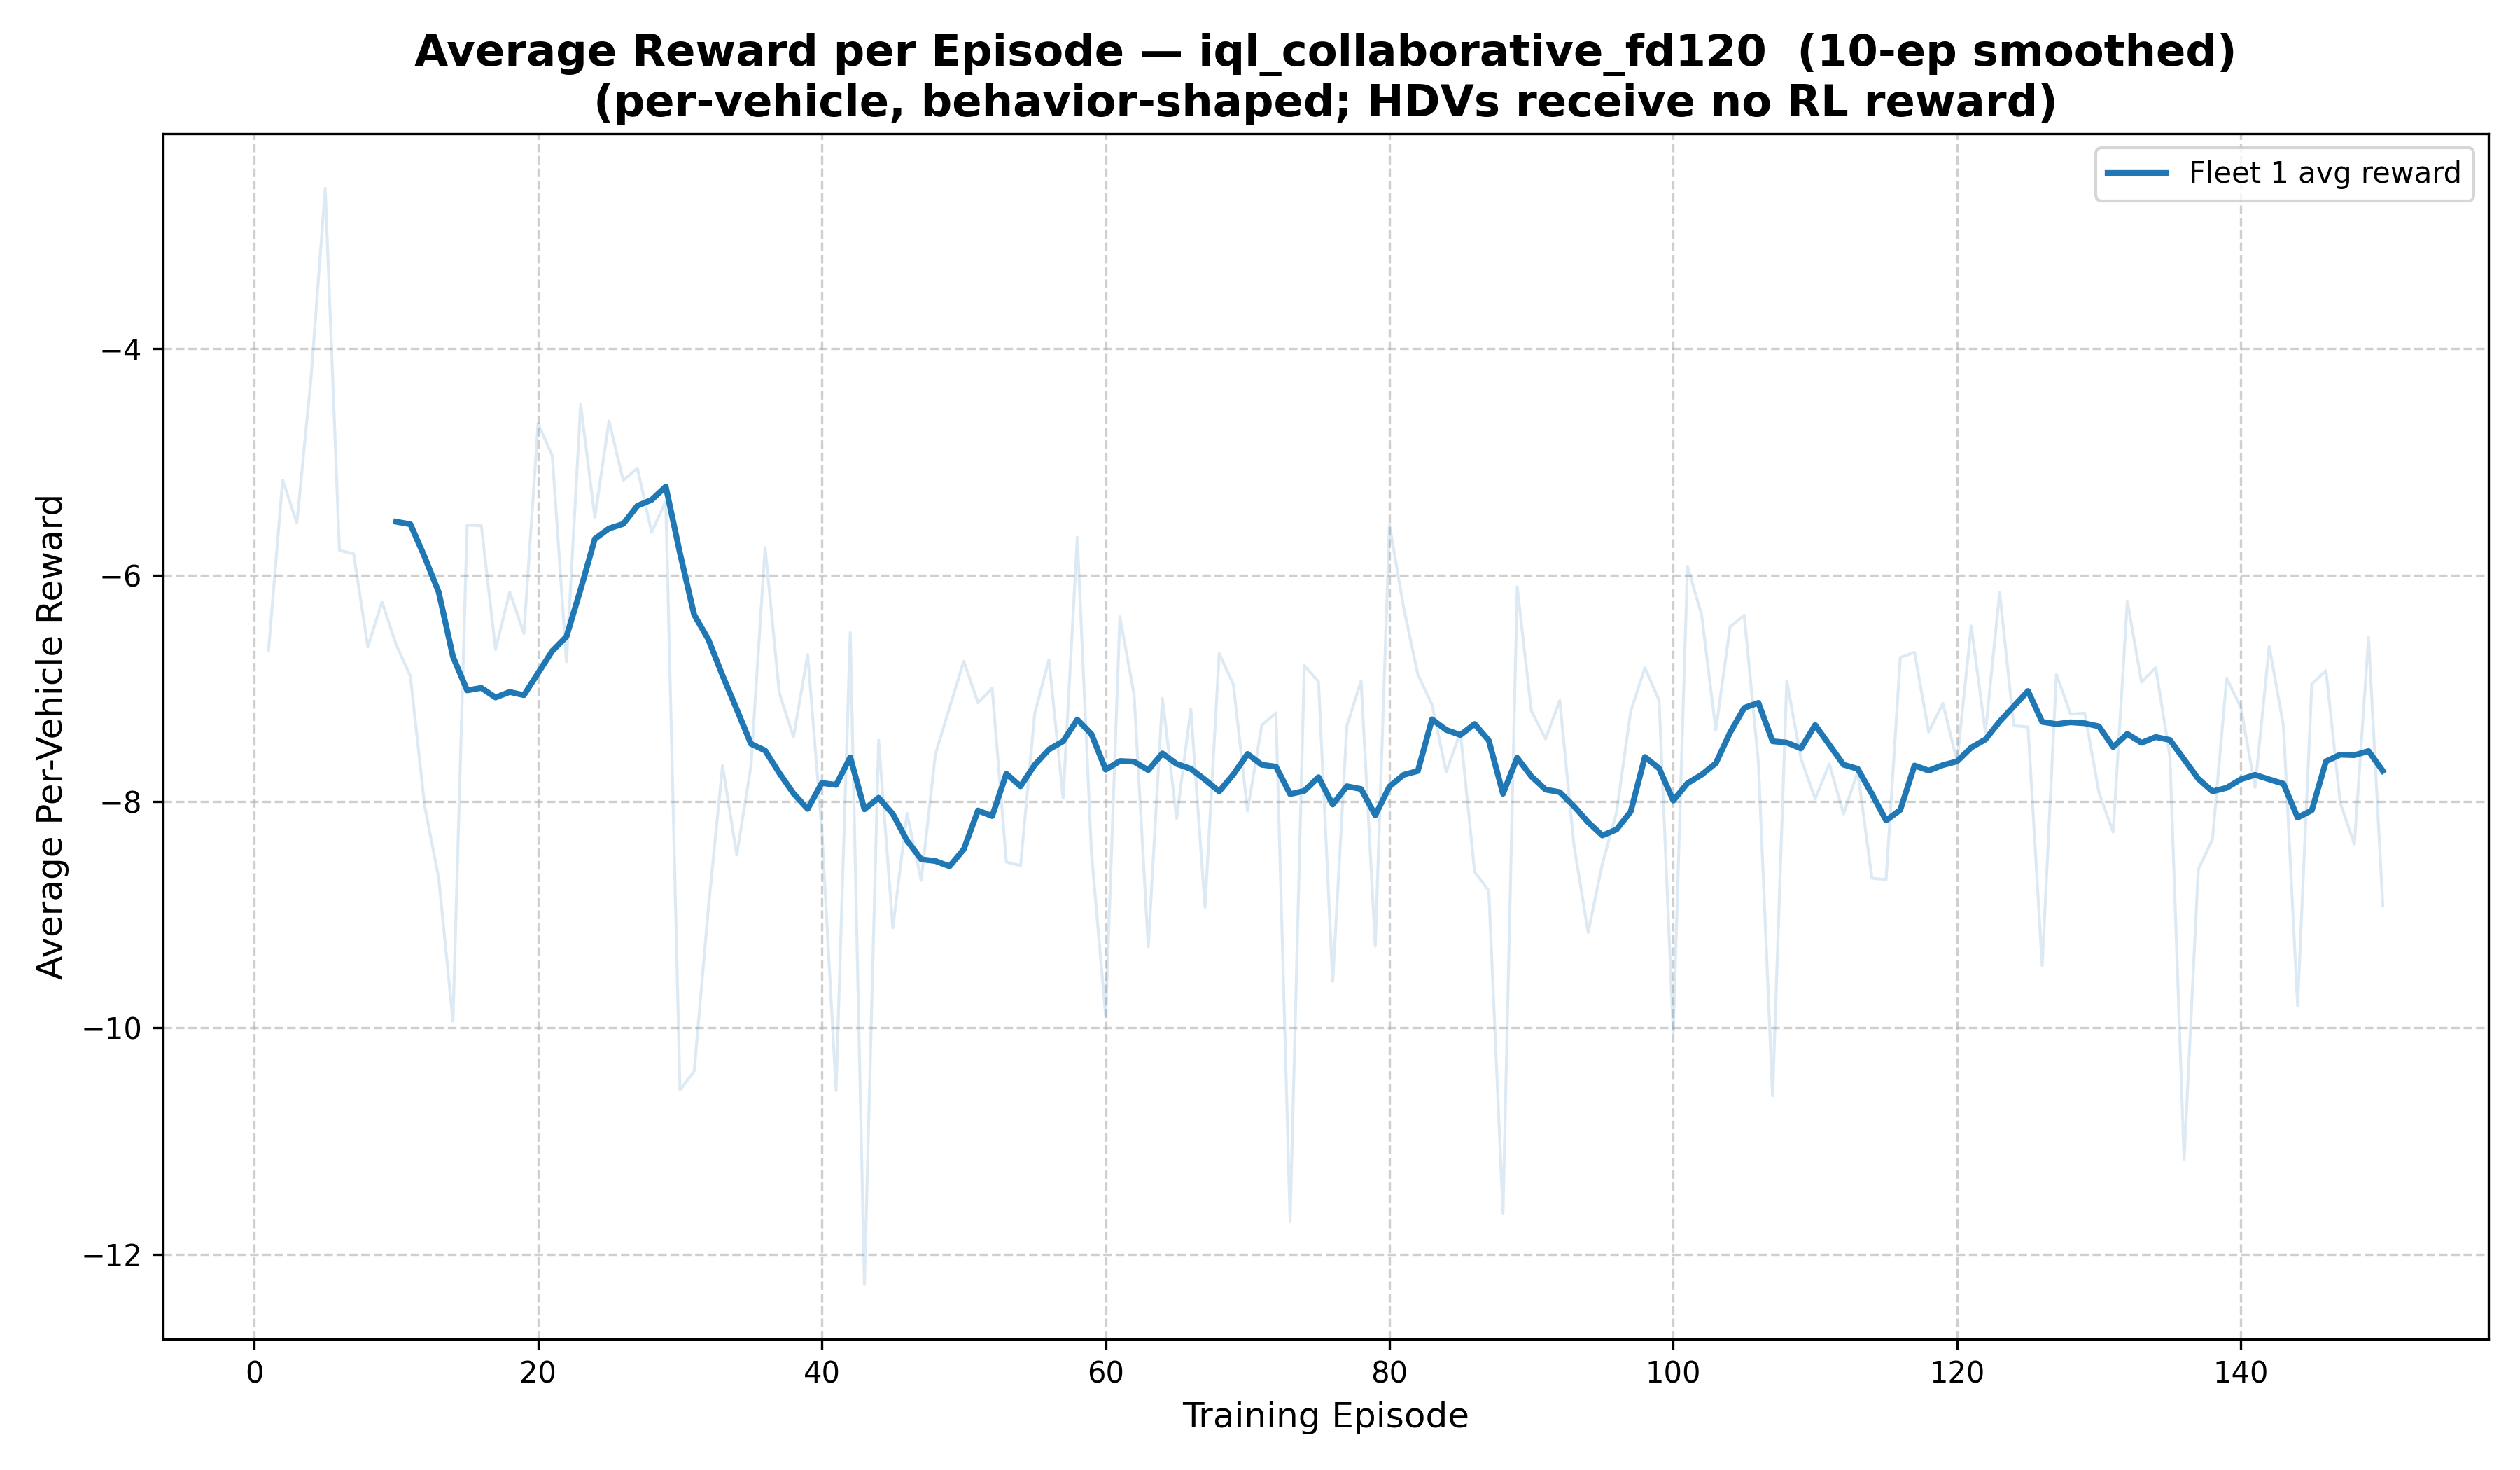 Average Reward per Episode — iql_collaborative_fd120 (10-ep smoothed)
(per-vehicle, behavior-shaped; HDVs receive no RL reward)
Fleet 1 avg reward
Average Per-Vehicle Reward
−4
−6
−8
−10
−12
0 20 40 60 80 100 120 140
Training Episode